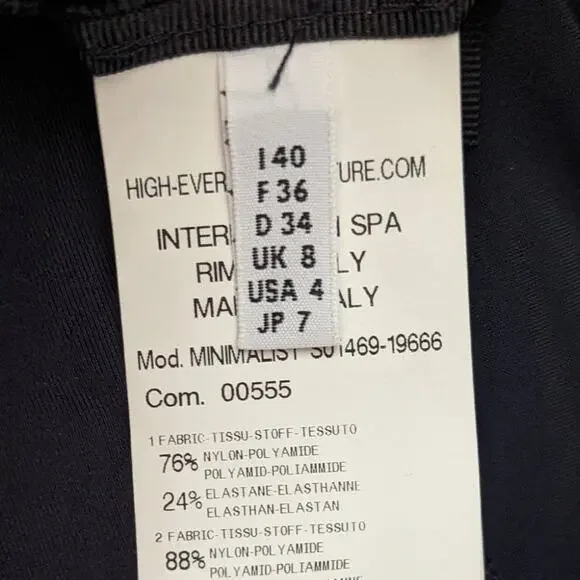 I 40
F 36
D 34
UK 8
USA 4
JP 7
HIGH-EVER URE.COM
INTER SPA
RIM LY
MA ALY
Mod. MINIMALIST S01469-19666
Com. 00555
1 FABRIC-TISSU-STOFF-TESSUTO
76% NYLON-POLYAMIDE
POLYAMID-POLIAMMIDE
24% ELASTANE-ELASTHANNE
ELASTHAN-ELASTAN
2 FABRIC-TISSU-STOFF-TESSUTO
88% NYLON-POLYAMIDE
POLYAMID-POLIAMMIDE